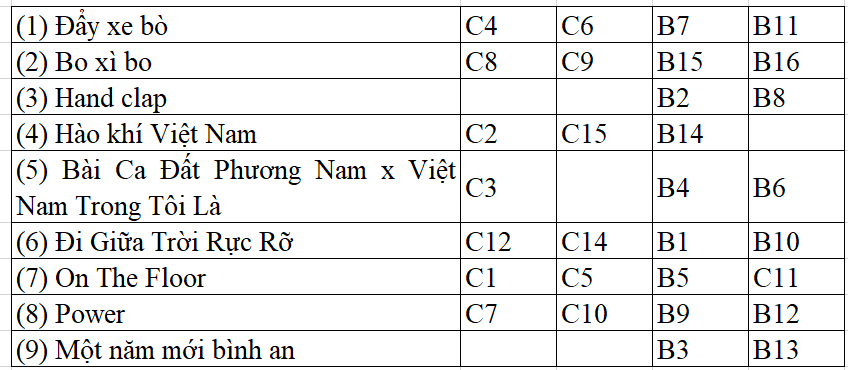 (1) Đẩy xe bò C4 C6 B7 B11
(2) Bo xì bo C8 C9 B15 B16
(3) Hand clap B2 B8
(4) Hào khí Việt Nam C2 C15 B14
(5) Bài Ca Đất Phương Nam x Việt
Nam Trong Tôi Là C3 B4 B6
(6) Đi Giữa Trời Rực Rỡ C12 C14 B1 B10
(7) On The Floor C1 C5 B5 C11
(8) Power C7 C10 B9 B12
(9) Một năm mới bình an B3 B13